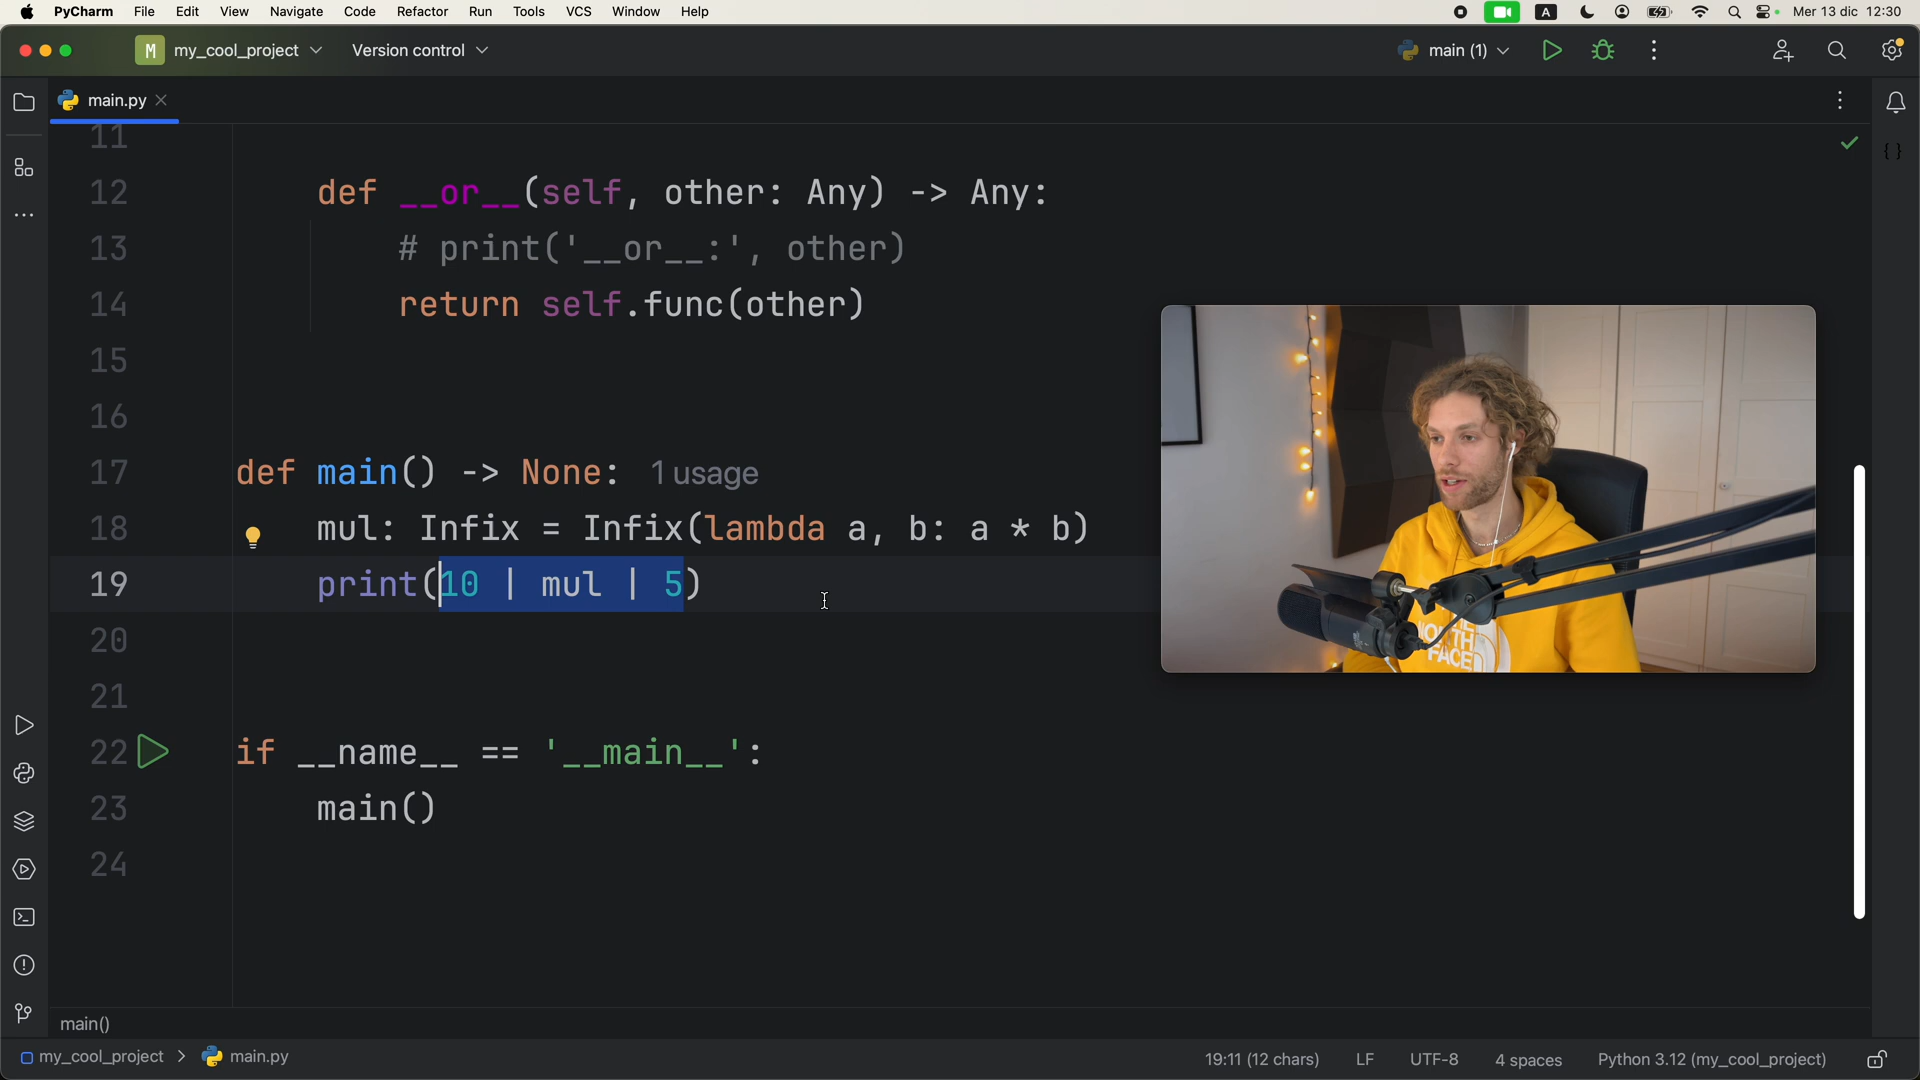 PyCharm File Edit View Navigate Code Refactor Run Tools VCS Window Help A Mer 13 dic 12:30
M my_cool_project Version control main (1)
main.py
11
12 def __or__(self, other: Any) -> Any:
13 # print('__or__:', other)
14 return self.func(other)
15
16
17 def main() -> None: 1 usage
18 mul: Infix = Infix(lambda a, b: a * b)
19 print(10 | mul | 5)
20
21
22 if __name__ == '__main__':
23 main()
24
THE
NORTH
FACE
main()
my_cool_project > main.py 19:11 (12 chars) LF UTF-8 4 spaces Python 3.12 (my_cool_project)